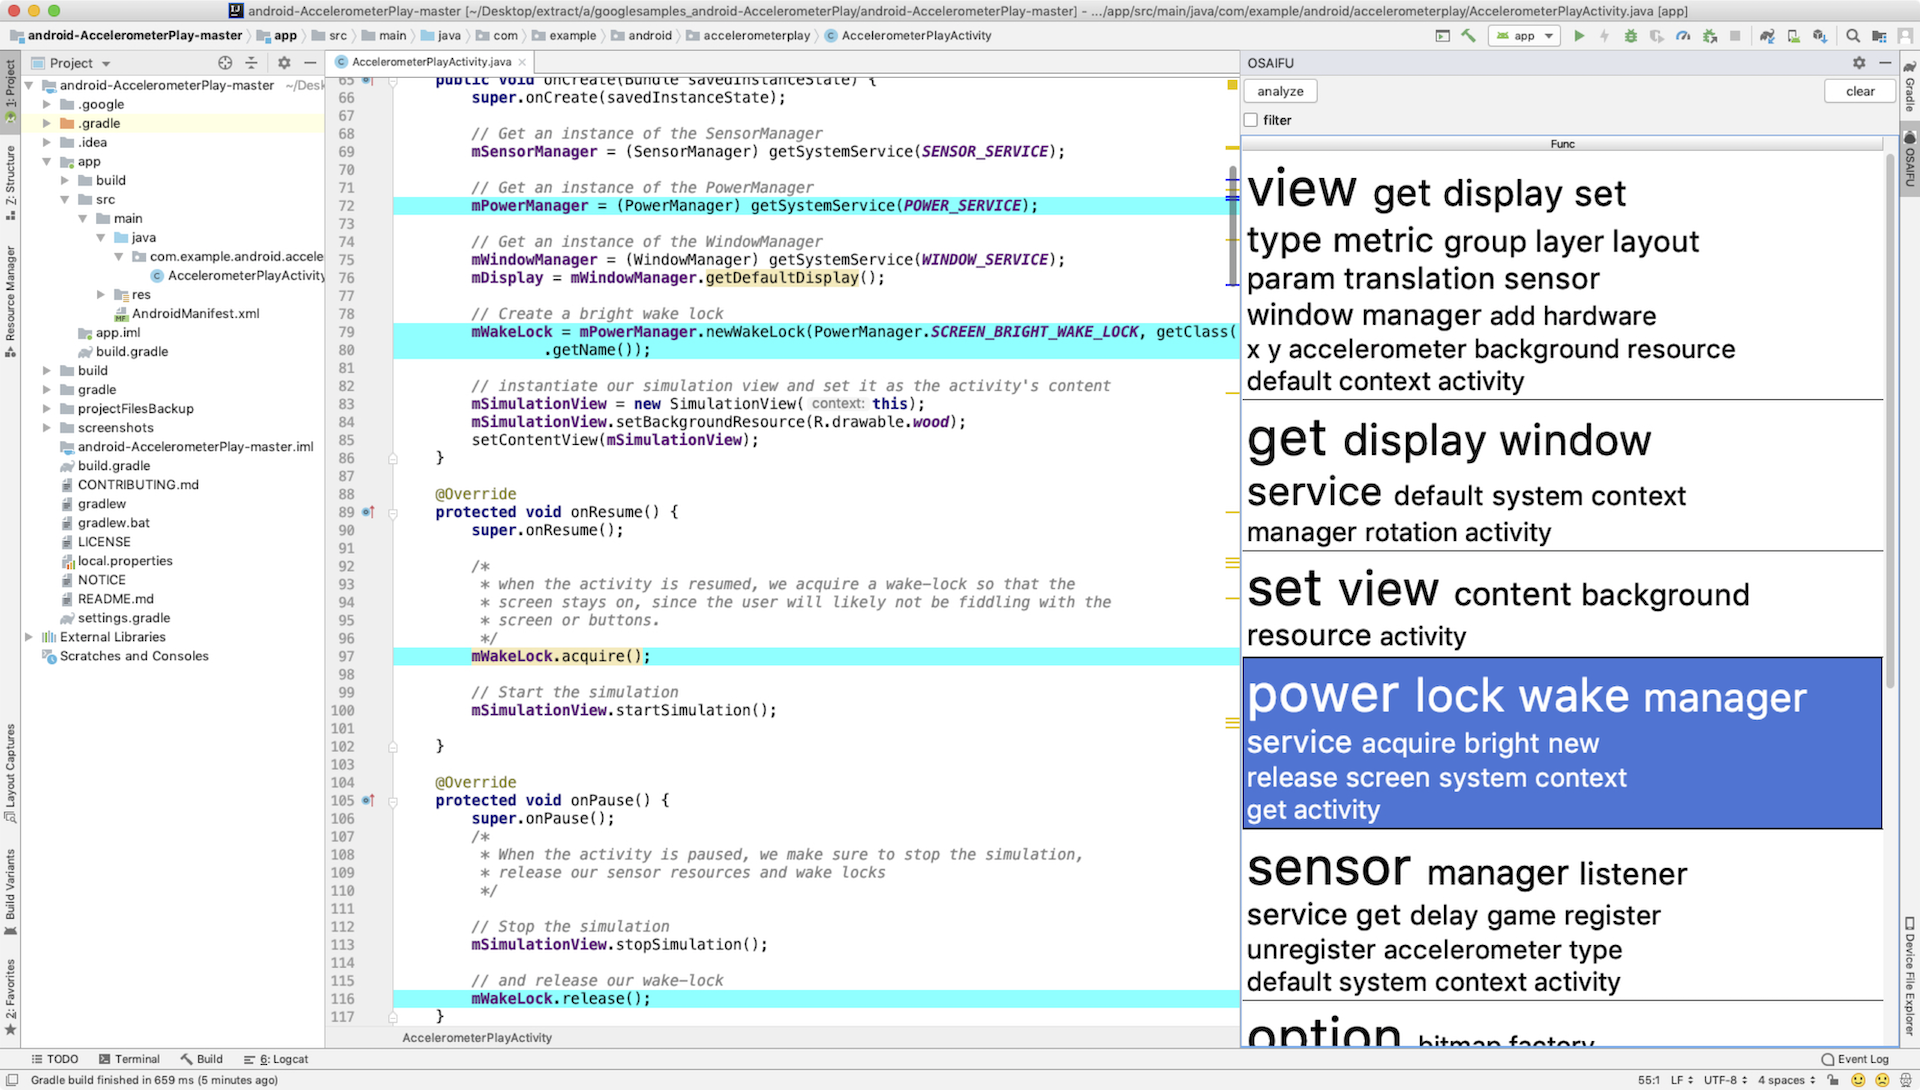 android-AccelerometerPlay-master [~/Desktop/extract/a/googlesamples_android-AccelerometerPlay/android-AccelerometerPlay-master] - .../app/src/main/java/com/example/android/accelerometerplay/AccelerometerPlayActivity.java [app]
android-AccelerometerPlay-master app src main java com example android accelerometerplay AccelerometerPlayActivity app
Project
AccelerometerPlayActivity.java
OSAIFU
analyze
clear
filter
Func
1: Project
Z: Structure
Resource Manager
Layout Captures
Build Variants
2: Favorites
android-AccelerometerPlay-master ~/Desk
.google
.gradle
.idea
app
build
src
main
java
com.example.android.accele
AccelerometerPlayActivity
res
AndroidManifest.xml
app.iml
build.gradle
build
gradle
projectFilesBackup
screenshots
android-AccelerometerPlay-master.iml
build.gradle
CONTRIBUTING.md
gradlew
gradlew.bat
LICENSE
local.properties
NOTICE
README.md
settings.gradle
External Libraries
Scratches and Consoles
65 public void onCreate(Bundle savedInstanceState) {
66 super.onCreate(savedInstanceState);
67
68 // Get an instance of the SensorManager
69 mSensorManager = (SensorManager) getSystemService(SENSOR_SERVICE);
70
71 // Get an instance of the PowerManager
72 mPowerManager = (PowerManager) getSystemService(POWER_SERVICE);
73
74 // Get an instance of the WindowManager
75 mWindowManager = (WindowManager) getSystemService(WINDOW_SERVICE);
76 mDisplay = mWindowManager.getDefaultDisplay();
77
78 // Create a bright wake lock
79 mWakeLock = mPowerManager.newWakeLock(PowerManager.SCREEN_BRIGHT_WAKE_LOCK, getClass(
80 .getName());
81
82 // instantiate our simulation view and set it as the activity's content
83 mSimulationView = new SimulationView( context: this);
84 mSimulationView.setBackgroundResource(R.drawable.wood);
85 setContentView(mSimulationView);
86 }
87
88 @Override
89 protected void onResume() {
90 super.onResume();
91
92 /*
93 * when the activity is resumed, we acquire a wake-lock so that the
94 * screen stays on, since the user will likely not be fiddling with the
95 * screen or buttons.
96 */
97 mWakeLock.acquire();
98
99 // Start the simulation
100 mSimulationView.startSimulation();
101
102 }
103
104 @Override
105 protected void onPause() {
106 super.onPause();
107 /*
108 * When the activity is paused, we make sure to stop the simulation,
109 * release our sensor resources and wake locks
110 */
111
112 // Stop the simulation
113 mSimulationView.stopSimulation();
114
115 // and release our wake-lock
116 mWakeLock.release();
117 }
AccelerometerPlayActivity
view get display set
type metric group layer layout
param translation sensor
window manager add hardware
x y accelerometer background resource
default context activity
get display window
service default system context
manager rotation activity
set view content background
resource activity
power lock wake manager
service acquire bright new
release screen system context
get activity
sensor manager listener
service get delay game register
unregister accelerometer type
default system context activity
option bitmap factory
Gradle
OSAIFU
Device File Explorer
TODO Terminal Build 6: Logcat Event Log
Gradle build finished in 659 ms (5 minutes ago) 55:1 LF UTF-8 4 spaces